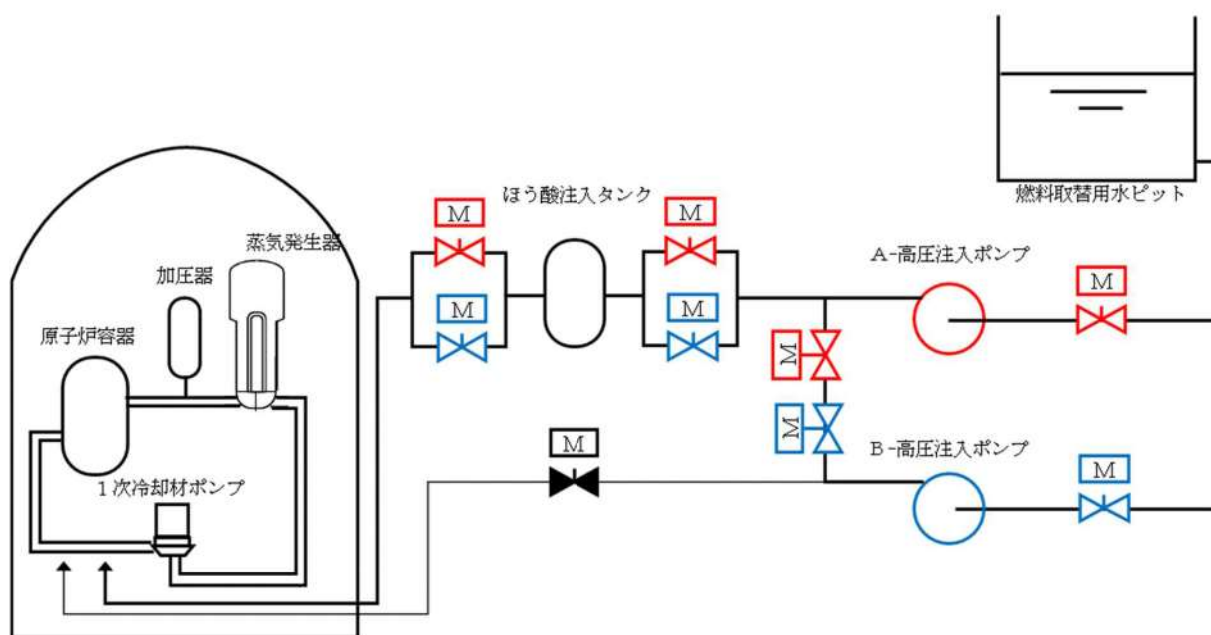 燃料取替用水ピット
ほう酸注入タンク
M
M
蒸気発生器
A-高圧注入ポンプ
加圧器
M
M
M
原子炉容器
M
M
B-高圧注入ポンプ
M
M
1次冷却材ポンプ